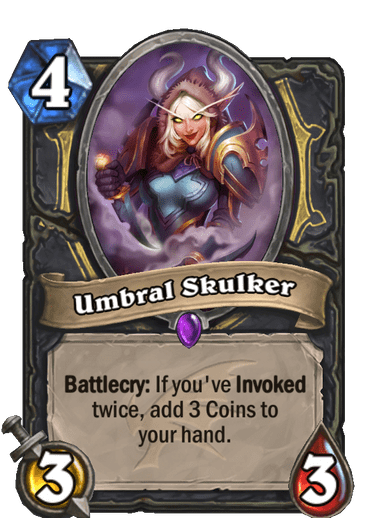 4
Umbral Skulker
Battlecry: If you've Invoked
twice, add 3 Coins to
your hand.
3
3